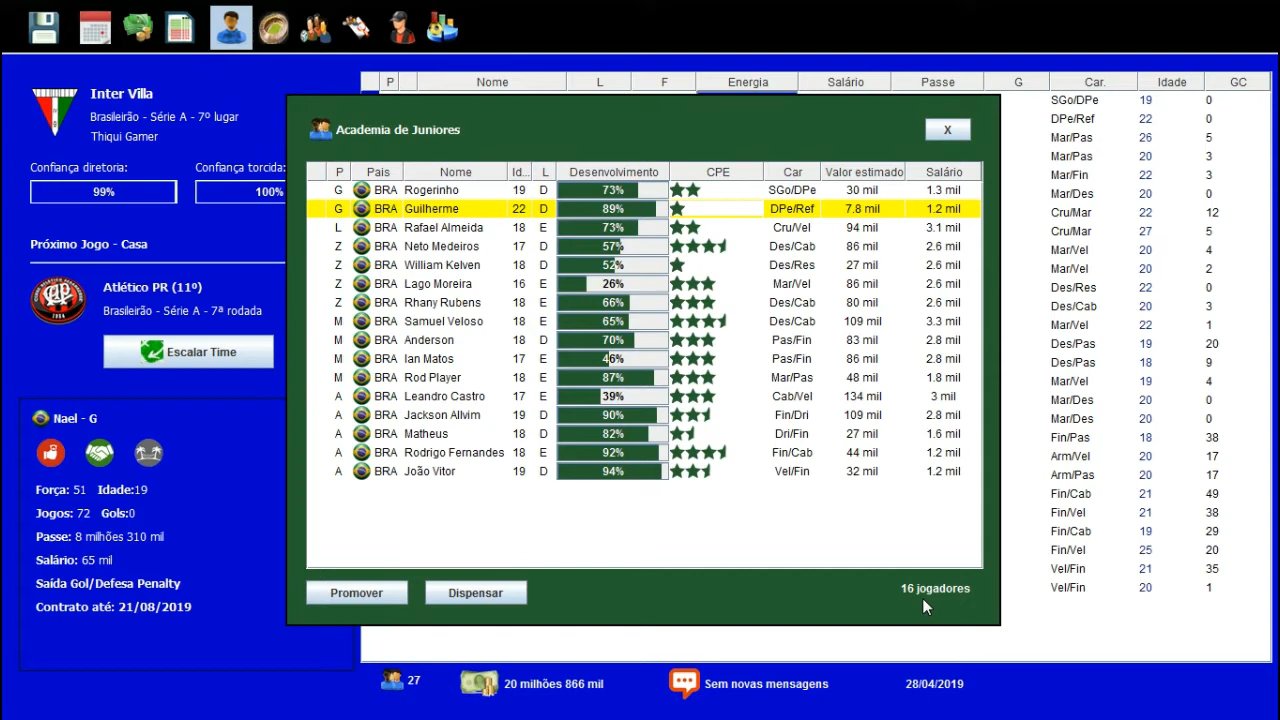 P Nome L F Energia Salário Passe G Car. Idade GC
Inter Villa
Brasileirão - Série A - 7º lugar
Thiqui Gamer
Confiança diretoria: Confiança torcida:
99% 100%
Próximo Jogo - Casa
Atlético PR (11º)
Brasileirão - Série A - 7ª rodada
Escalar Time
Nael - G
Força: 51 Idade:19
Jogos: 72 Gols:0
Passe: 8 milhões 310 mil
Salário: 65 mil
Saída Gol/Defesa Penalty
Contrato até: 21/08/2019
Academia de Juniores
X
P Pais Nome Id... L Desenvolvimento CPE Car Valor estimado Salário
G BRA Rogerinho 19 D 73% SGo/DPe 30 mil 1.3 mil
G BRA Guilherme 22 D 89% DPe/Ref 7.8 mil 1.2 mil
L BRA Rafael Almeida 18 E 73% Cru/Vel 94 mil 3.1 mil
Z BRA Neto Medeiros 17 D 57% Des/Cab 86 mil 2.6 mil
Z BRA William Kelven 18 D 52% Des/Res 27 mil 2.6 mil
Z BRA Lago Moreira 16 E 26% Mar/Vel 86 mil 2.6 mil
Z BRA Rhany Rubens 18 E 66% Des/Cab 80 mil 2.6 mil
M BRA Samuel Veloso 18 E 65% Des/Cab 109 mil 3.3 mil
M BRA Anderson 18 D 70% Pas/Fin 83 mil 2.8 mil
M BRA Ian Matos 17 E 46% Pas/Fin 86 mil 2.8 mil
M BRA Rod Player 18 E 87% Mar/Pas 48 mil 1.8 mil
A BRA Leandro Castro 17 E 39% Cab/Vel 134 mil 3 mil
A BRA Jackson Allvim 19 D 90% Fin/Dri 109 mil 2.8 mil
A BRA Matheus 18 D 82% Dri/Fin 27 mil 1.6 mil
A BRA Rodrigo Fernandes 18 E 92% Fin/Cab 44 mil 1.2 mil
A BRA João Vitor 19 D 94% Vel/Fin 32 mil 1.2 mil
Promover
Dispensar
16 jogadores
SGo/DPe 19 0
DPe/Ref 22 0
Mar/Pas 26 5
Mar/Pas 20 3
Mar/Fin 22 3
Mar/Des 20 0
Cru/Mar 22 12
Cru/Mar 27 5
Mar/Vel 20 4
Mar/Vel 20 2
Des/Res 22 0
Des/Cab 20 3
Mar/Vel 22 1
Des/Pas 19 20
Des/Pas 18 9
Mar/Vel 19 4
Mar/Des 20 0
Mar/Des 20 0
Fin/Pas 18 38
Arm/Vel 20 17
Arm/Pas 20 17
Fin/Cab 21 49
Fin/Vel 21 38
Fin/Cab 19 29
Fin/Vel 25 20
Vel/Fin 21 35
Vel/Fin 20 1
27
20 milhões 866 mil
Sem novas mensagens
28/04/2019